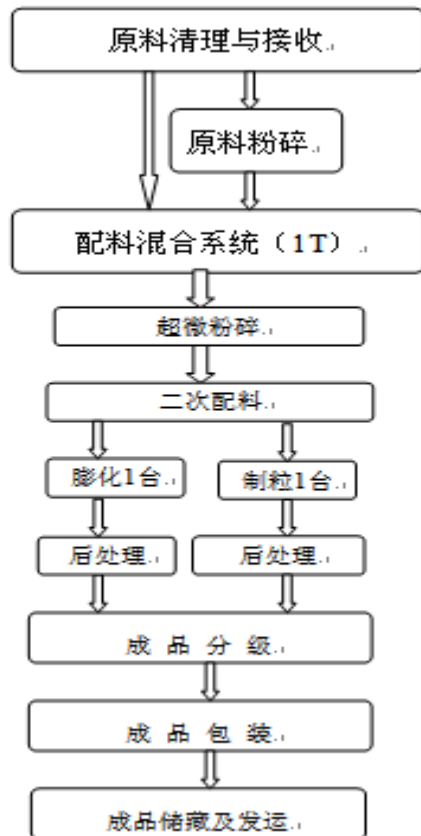 原料清理与接收
原料粉碎
配料混合系统（1T）
超微粉碎
二次配料
膨化1台
制粒1台
后处理
后处理
成 品 分 级
成 品 包 装
成品储藏及发运